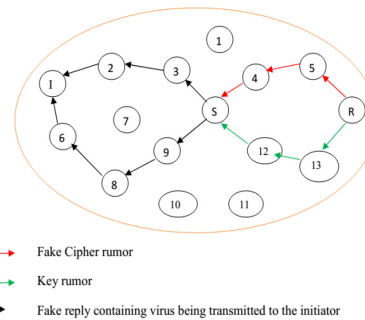 1
2
3
4
5
I
S
R
7
6
9
12
13
8
10
11
Fake Cipher rumor
Key rumor
Fake reply containing virus being transmitted to the initiator